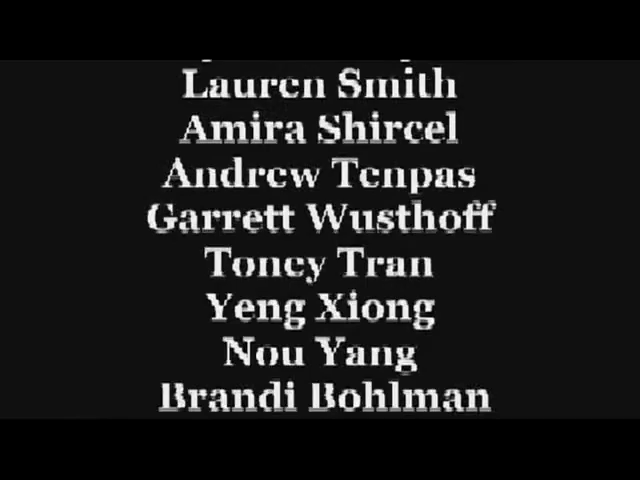 Lauren Smith
Amira Shircel
Andrew Tenpas
Garrett Wusthoff
Toney Tran
Yeng Xiong
Nou Yang
Brandi Bohlman